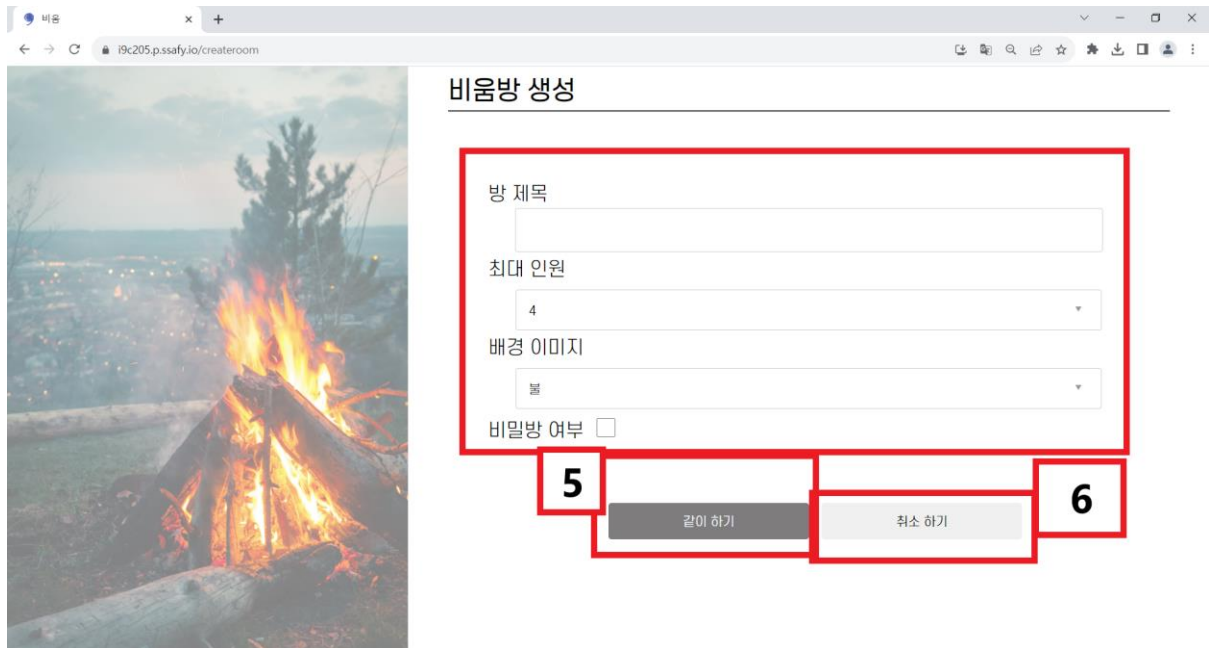 비움
i9c205.p.ssafy.io/createroom
비움방 생성
방 제목
최대 인원
4
배경 이미지
불
비밀방 여부
5
같이 하기
취소 하기
6